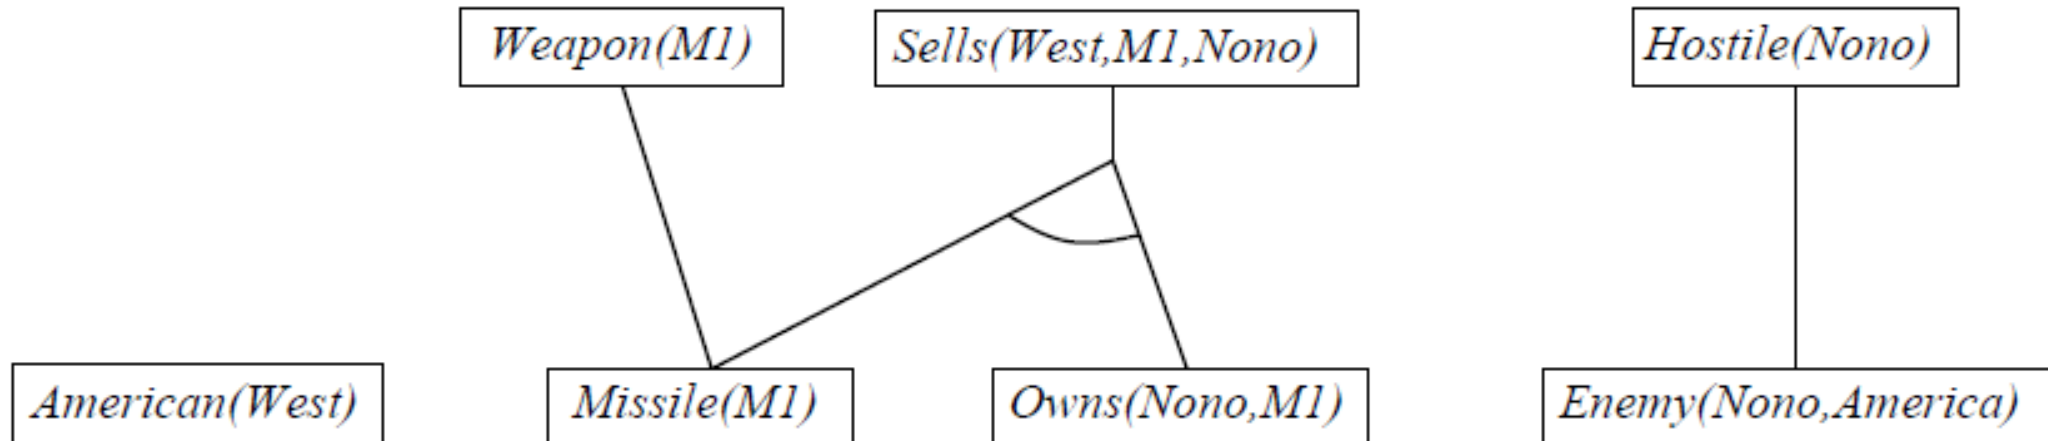 Weapon(M1)
Sells(West,M1,Nono)
Hostile(Nono)
American(West)
Missile(M1)
Owns(Nono,M1)
Enemy(Nono,America)